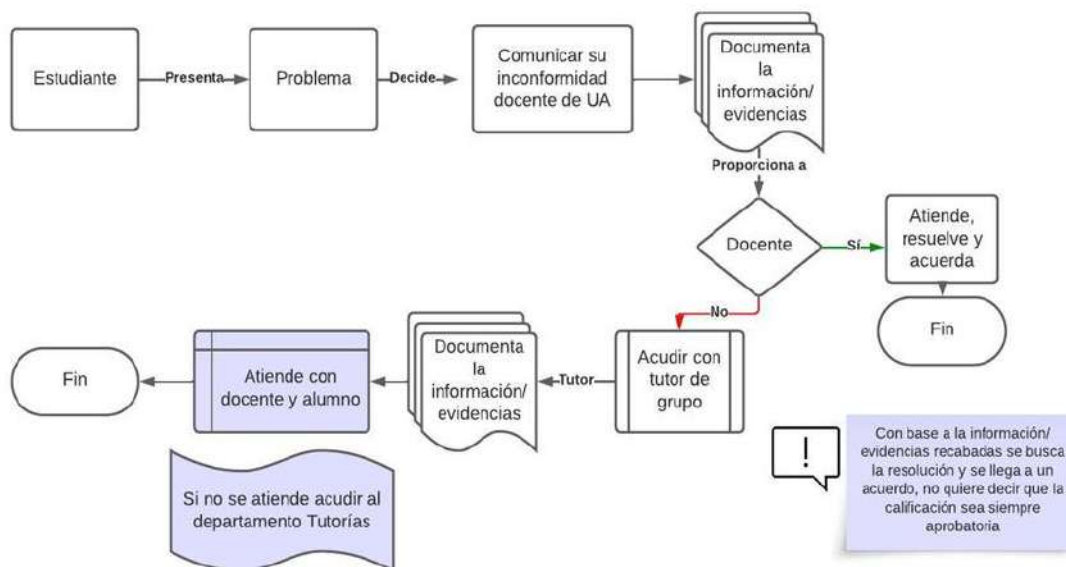 Estudiante
Presenta
Problema
Decide
Comunicar su
inconformidad
docente de UA
Documenta
la
información/
evidencias
Proporciona a
Docente
Sí
Atiende,
resuelve y
acuerda
Fin
No
Acudir con
tutor de
grupo
Tutor
Documenta
la
información/
evidencias
Atiende con
docente y alumno
Fin
Si no se atiende acudir al
departamento Tutorías
!
Con base a la información/
evidencias recabadas se busca
la resolución y se llega a un
acuerdo, no quiere decir que la
calificación sea siempre
aprobatoria